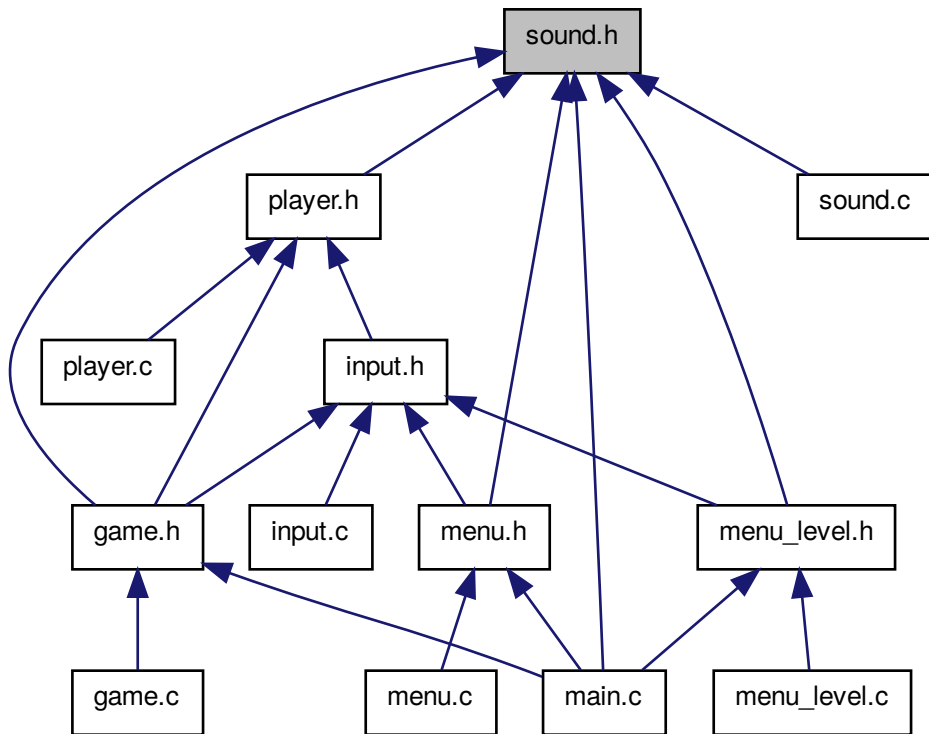 sound.h
player.h
sound.c
player.c
input.h
game.h
input.c
menu.h
menu_level.h
game.c
menu.c
main.c
menu_level.c